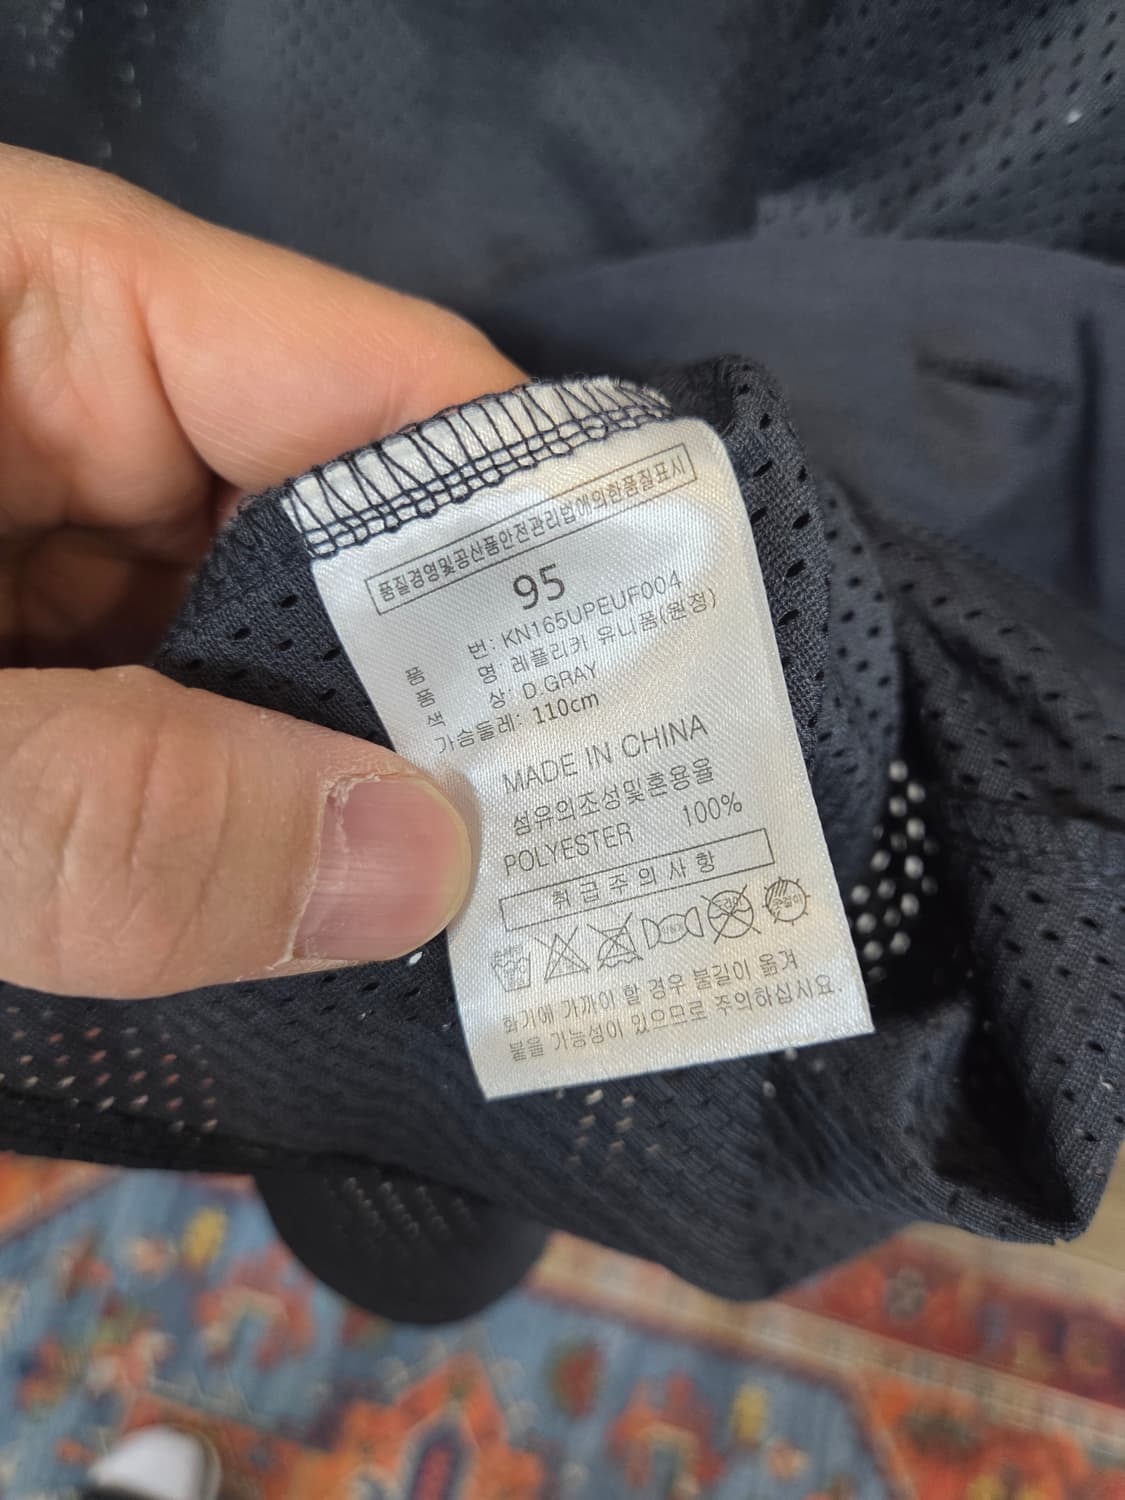 품질경영및공산품안전관리법에의한품질표시
95
품 번: KN165UPEUF004
품 명: 레플리카 유니폼(원정)
색 상: D.GRAY
가슴둘레: 110cm
MADE IN CHINA
섬유의조성및혼용율
POLYESTER 100%
취급주의사항
화기에 가까이 할 경우 불길이 옮겨
붙을 가능성이 있으므로 주의하십시요.